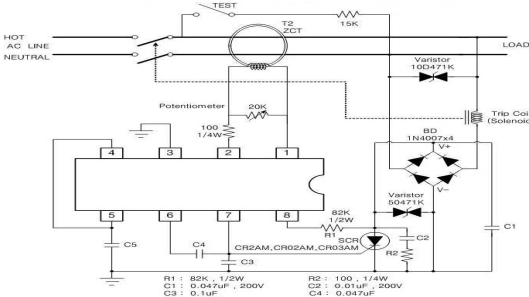 TEST
T2
ZCT
15K
HOT
AC LINE
NEUTRAL
LOAD
Varistor
10D471K
Potentiometer
20K
100
1/4W
Trip Coi
(Solenoid
BD
1N4007x4
V+
V-
4
3
2
1
5
6
7
8
82K
1/2W
R1
Varistor
50471K
SCR
CR2AM, CR02AM, CR03AM
C5
C4
C3
C2
R2
C1
R1 : 82K , 1/2W
R2 : 100 , 1/4W
C1 : 0.047uF , 200V
C2 : 0.01uF , 200V
C3 : 0.1uF
C4 : 0.047uF